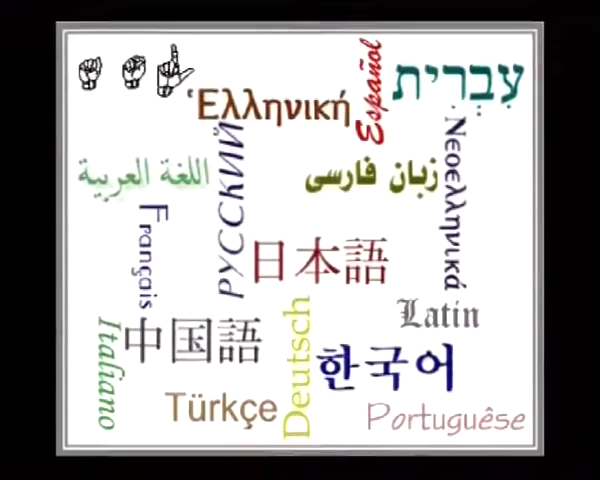 Ἑλληνική
Español
עִבְרִית
اللغة العربية
РУССКИЙ
زبان فارسی
Νεοελληνικά
Français
日本語
Latin
Italiano
中国語
Deutsch
한국어
Türkçe
Portuguêse